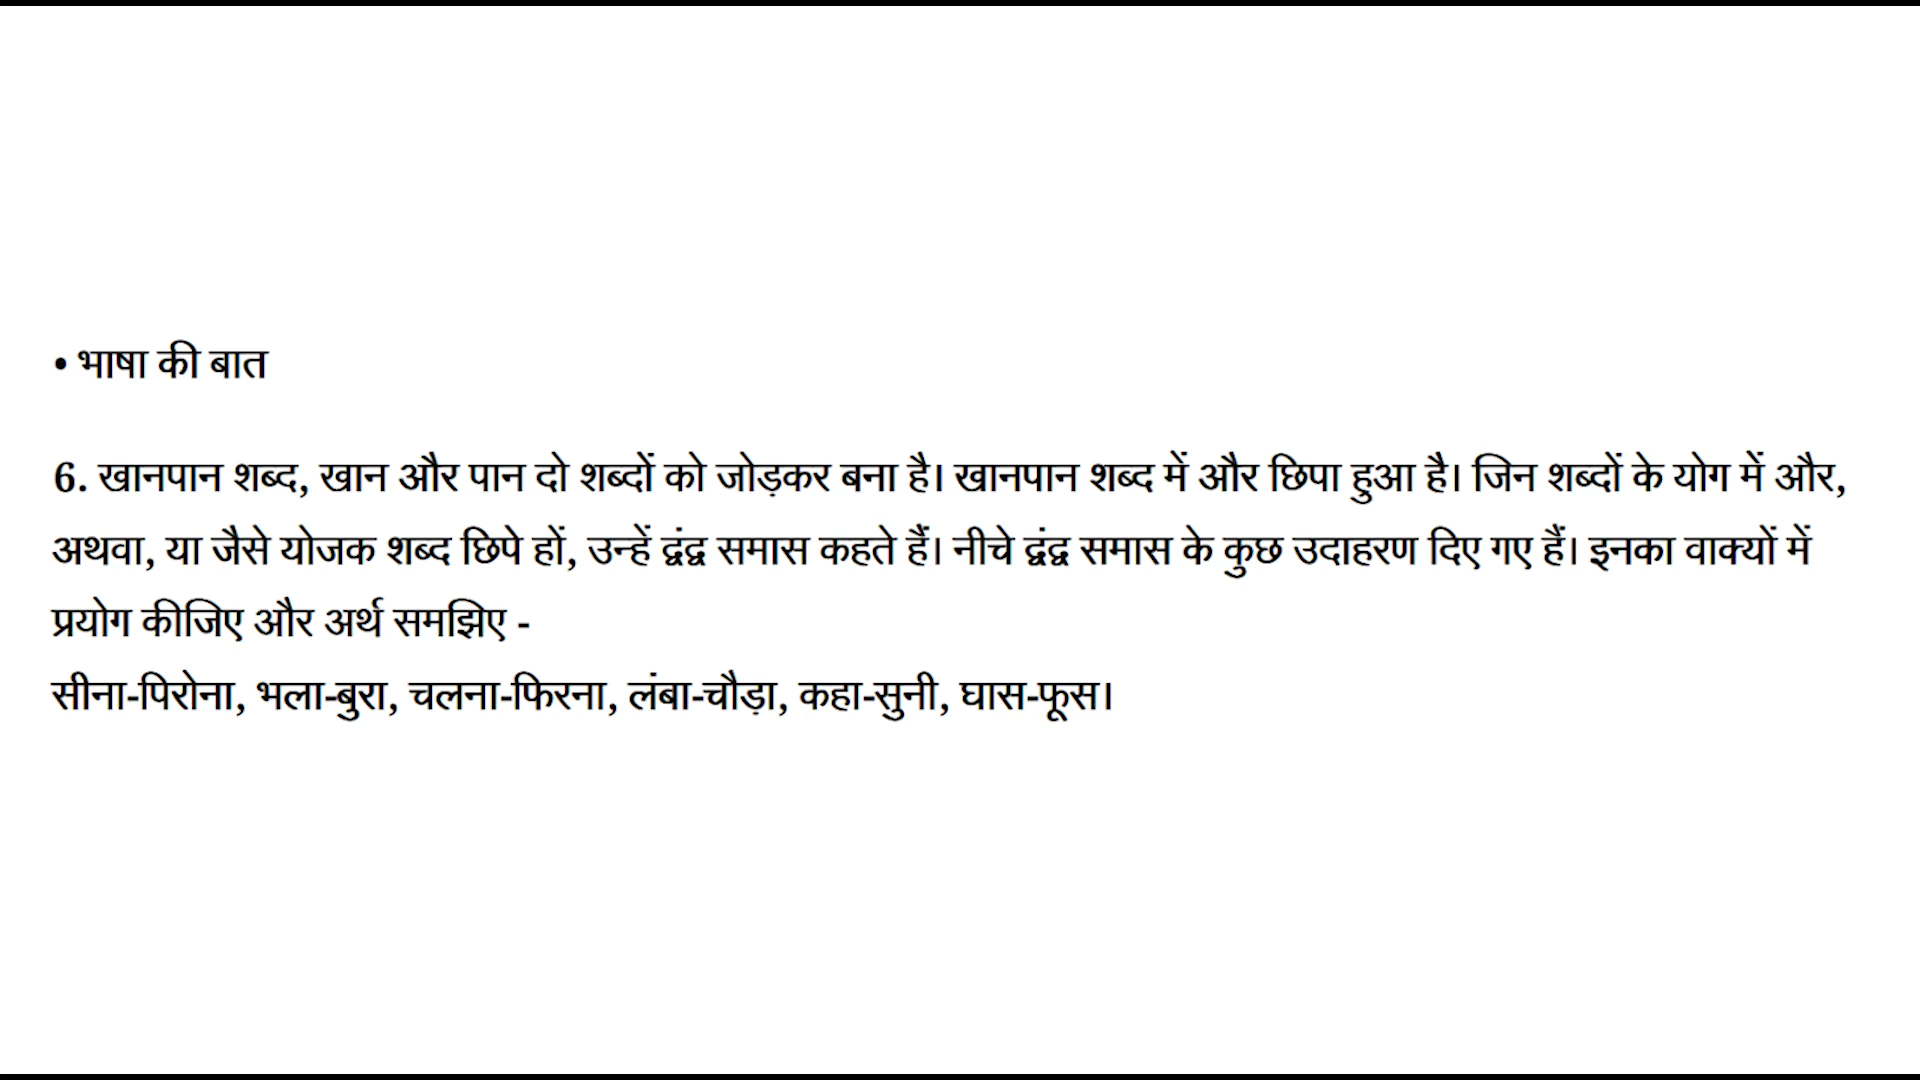 • भाषा की बात
6. खानपान शब्द, खान और पान दो शब्दों को जोड़कर बना है। खानपान शब्द में और छिपा हुआ है। जिन शब्दों के योग में और,
अथवा, या जैसे योजक शब्द छिपे हों, उन्हें द्वंद्व समास कहते हैं। नीचे द्वंद्व समास के कुछ उदाहरण दिए गए हैं। इनका वाक्यों में
प्रयोग कीजिए और अर्थ समझिए -
सीना-पिरोना, भला-बुरा, चलना-फिरना, लंबा-चौड़ा, कहा-सुनी, घास-फूस।